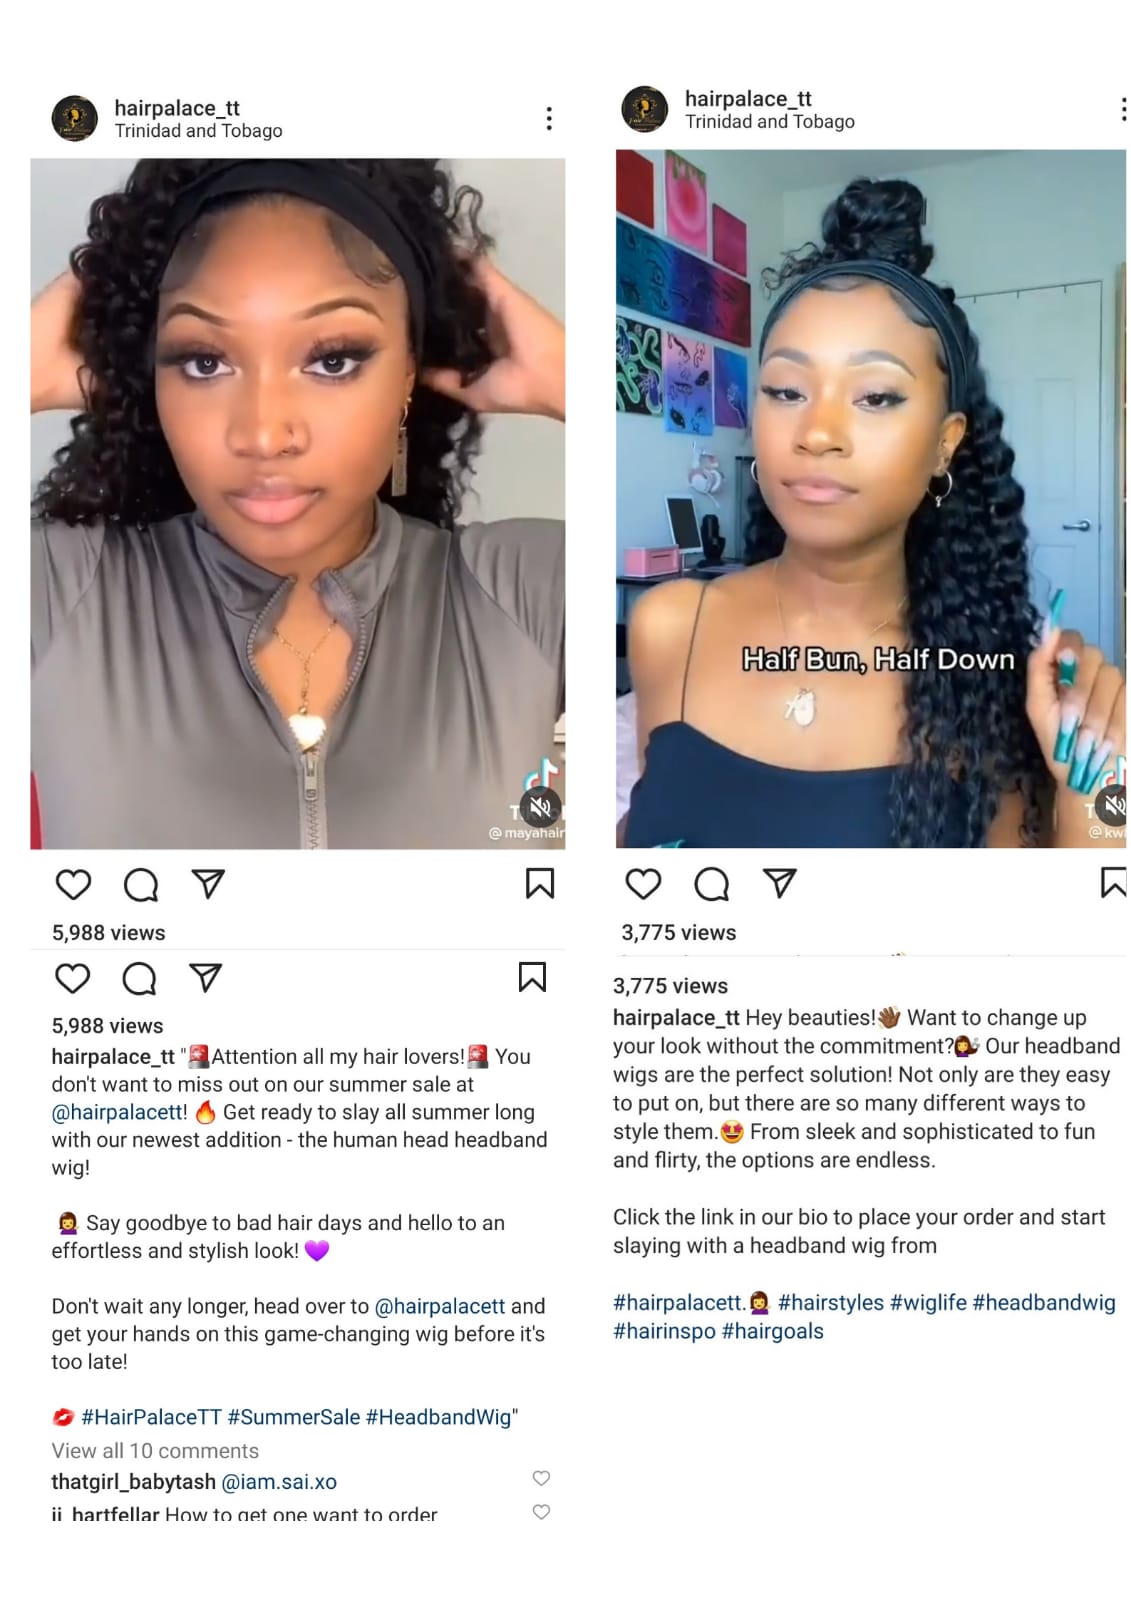 hairpalace_tt
Trinidad and Tobago
@mayahair
5,988 views
5,988 views
hairpalace_tt "🚨Attention all my hair lovers!🚨 You
don't want to miss out on our summer sale at
@hairpalacett! 🔥 Get ready to slay all summer long
with our newest addition - the human head headband
wig!
💇‍♀️ Say goodbye to bad hair days and hello to an
effortless and stylish look! 💜
Don't wait any longer, head over to @hairpalacett and
get your hands on this game-changing wig before it's
too late!
💋 #HairPalaceTT #SummerSale #HeadbandWig"
View all 10 comments
thatgirl_babytash @iam.sai.xo
ii_hartfellar How to get one want to order
hairpalace_tt
Trinidad and Tobago
Half Bun, Half Down
3,775 views
3,775 views
hairpalace_tt Hey beauties!👋🏾 Want to change up
your look without the commitment?💇‍♀️ Our headband
wigs are the perfect solution! Not only are they easy
to put on, but there are so many different ways to
style them.🤩 From sleek and sophisticated to fun
and flirty, the options are endless.
Click the link in our bio to place your order and start
slaying with a headband wig from
#hairpalacett.💇‍♀️ #hairstyles #wiglife #headbandwig
#hairinspo #hairgoals